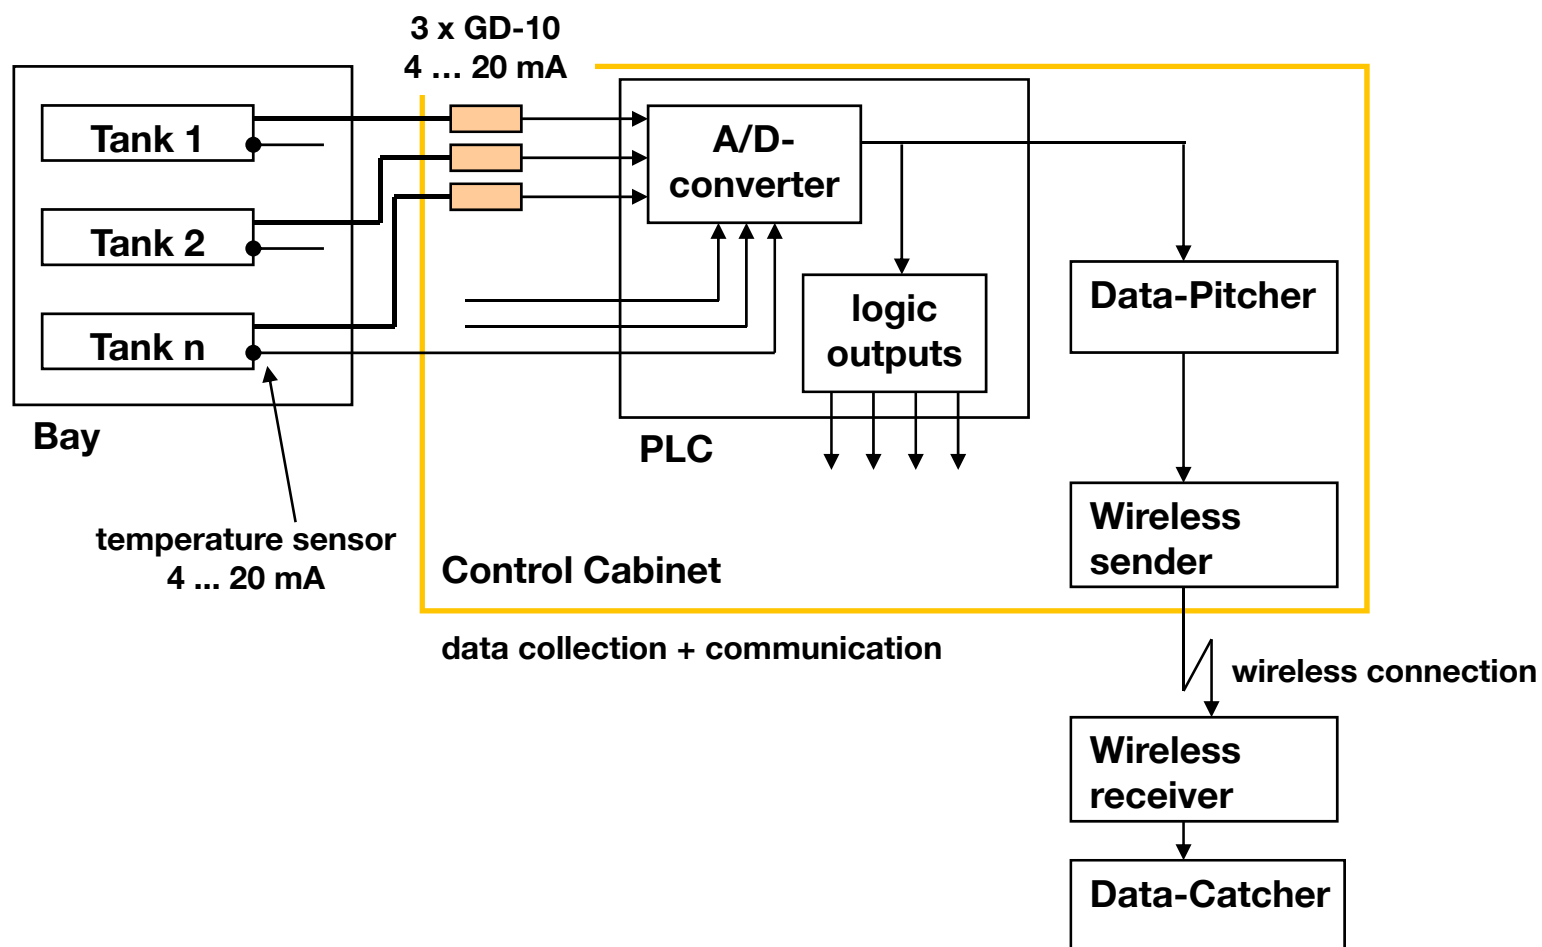 3 x GD-10
4 ... 20 mA
Tank 1
Tank 2
Tank n
Bay
temperature sensor
4 ... 20 mA
A/D-
converter
logic
outputs
PLC
Data-Pitcher
Wireless
sender
Control Cabinet
data collection + communication
wireless connection
Wireless
receiver
Data-Catcher